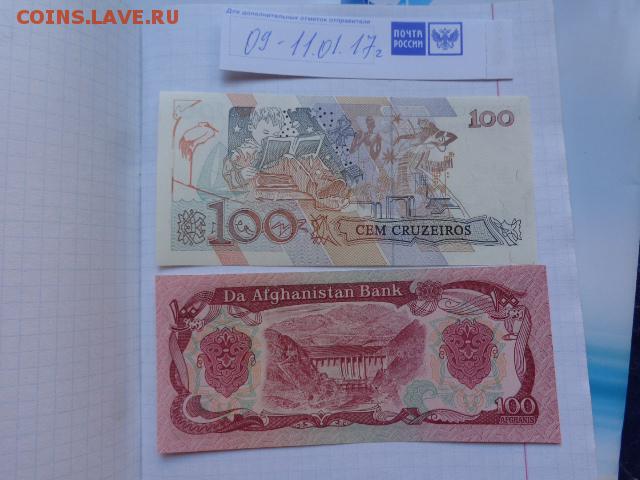 COINS.LAVE.RU
Для дополнительных отметок отправителя
09-11.01.17г
ПОЧТА
РОССИИ
100
100
CEM CRUZEIROS
Da Afghanistan Bank
100
AFGHANIS